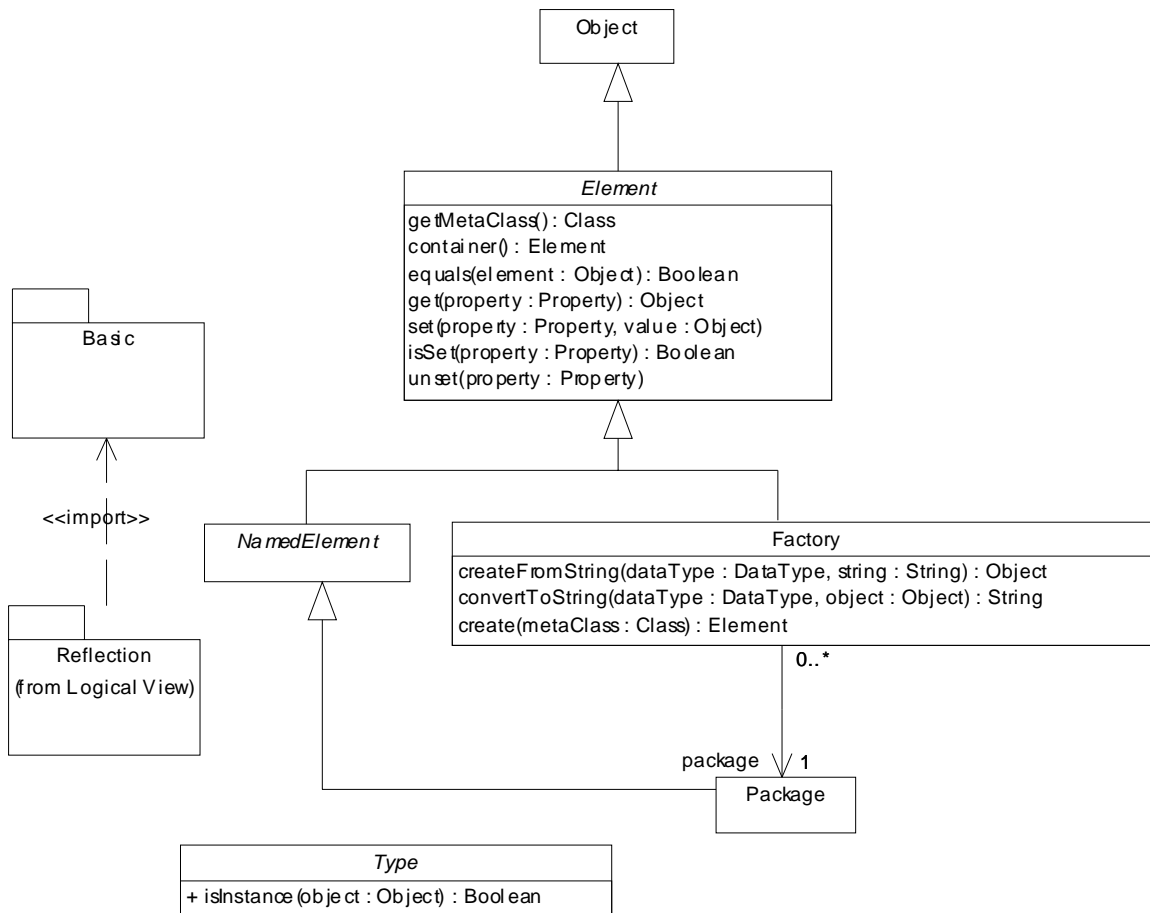 Object
Element
getMetaClass() : Class
container() : Element
equals(element : Object) : Boolean
get(property : Property) : Object
set(property : Property, value : Object)
isSet(property : Property) : Boolean
unset(property : Property)
Basic
<<import>>
NamedElement
Factory
createFromString(dataType : DataType, string : String) : Object
convertToString(dataType : DataType, object : Object) : String
create(metaClass : Class) : Element
Reflection
(from Logical View)
0..*
package 1
Package
Type
+ isInstance(object : Object) : Boolean